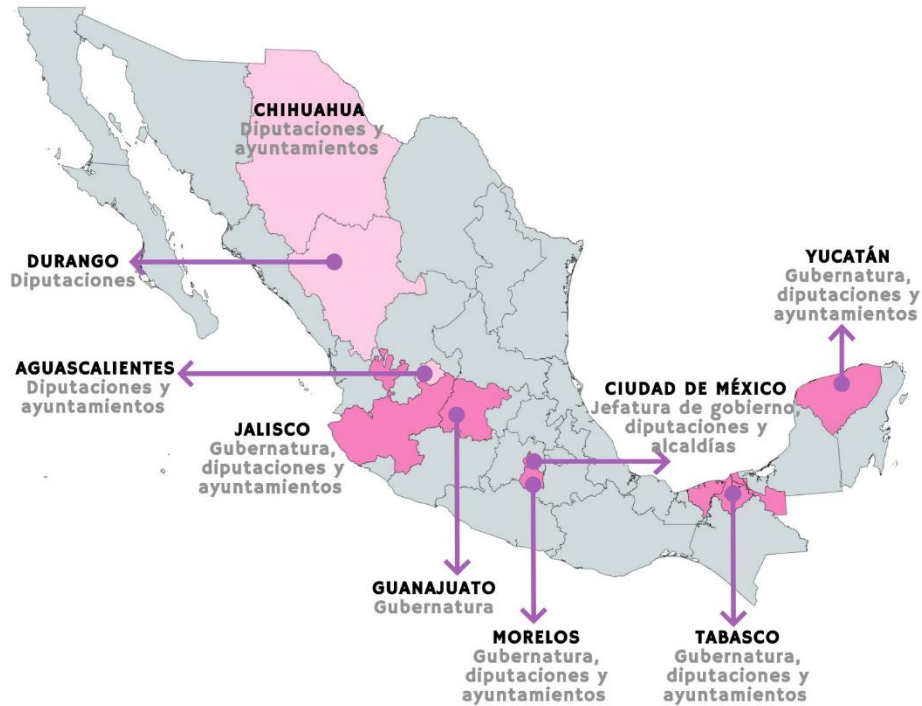 CHIHUAHUA
Diputaciones y
ayuntamientos
DURANGO
Diputaciones
YUCATÁN
Gubernatura,
diputaciones y
ayuntamientos
AGUASCALIENTES
Diputaciones y
ayuntamientos
CIUDAD DE MÉXICO
Jefatura de gobierno,
diputaciones y
alcaldías
JALISCO
Gubernatura,
diputaciones y
ayuntamientos
GUANAJUATO
Gubernatura
MORELOS
Gubernatura,
diputaciones y
ayuntamientos
TABASCO
Gubernatura,
diputaciones y
ayuntamientos